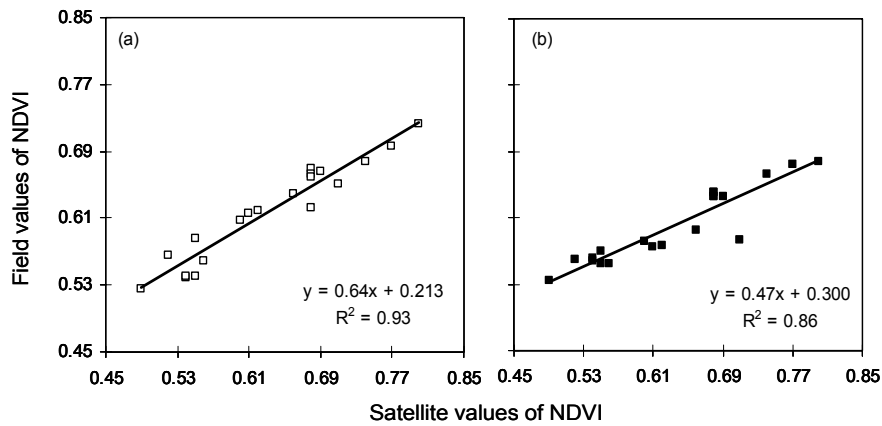 Field values of NDVI
0.85
0.77
0.69
0.61
0.53
0.45
(a)
y = 0.64x + 0.213
R² = 0.93
0.45 0.53 0.61 0.69 0.77 0.85
(b)
y = 0.47x + 0.300
R² = 0.86
0.45 0.53 0.61 0.69 0.77 0.85
Satellite values of NDVI